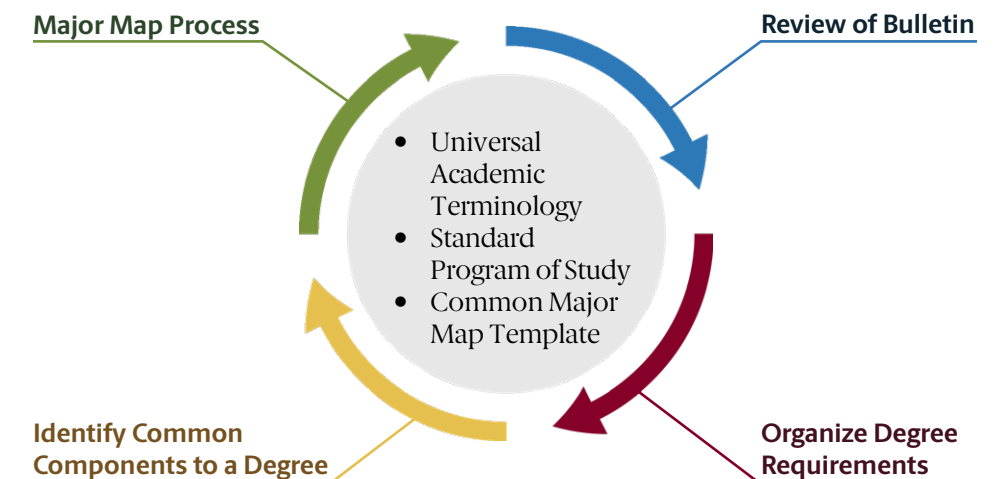 Major Map Process
Review of Bulletin
• Universal
Academic
Terminology
• Standard
Program of Study
• Common Major
Map Template
Identify Common
Components to a Degree
Organize Degree
Requirements